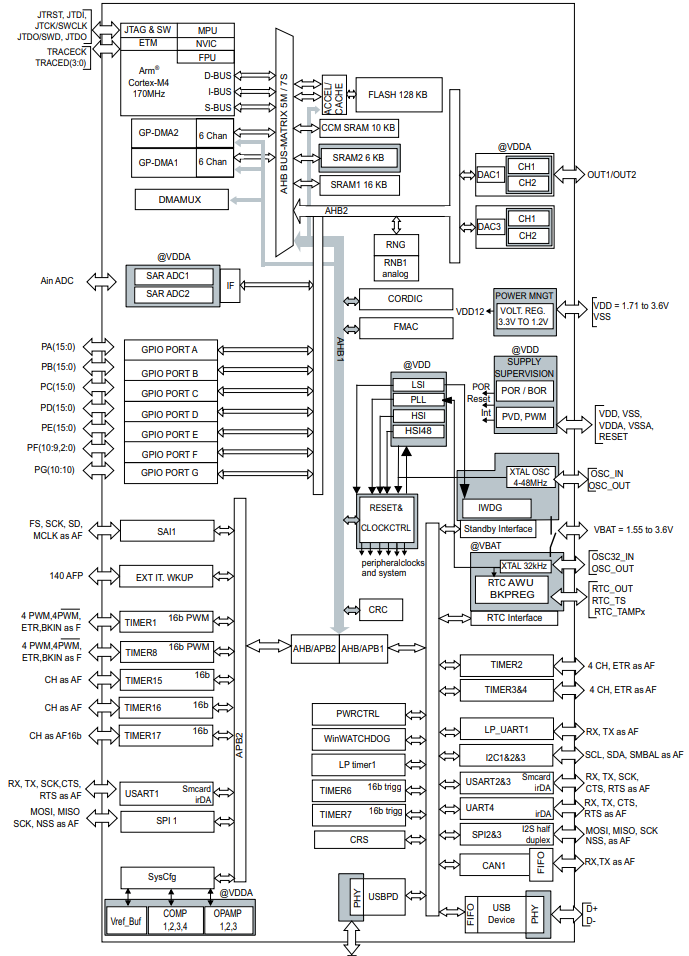 JTRST, JTDI,
JTCK/SWCLK
JTDO/SWD, JTDO
TRACECK
TRACED(3:0)
JTAG & SW
MPU
ETM
NVIC
FPU
Arm®
Cortex-M4
170MHz
D-BUS
I-BUS
S-BUS
GP-DMA2
6 Chan
GP-DMA1
6 Chan
DMAMUX
AHB BUS-MATRIX 5M / 7S
ACCEL/
CACHE
FLASH 128 KB
CCM SRAM 10 KB
SRAM2 6 KB
SRAM1 16 KB
AHB2
RNG
RNB1
analog
@VDDA
DAC1
CH1
CH2
OUT1/OUT2
DAC3
CH1
CH2
@VDDA
Ain ADC
SAR ADC1
SAR ADC2
IF
CORDIC
FMAC
AHB1
POWER MNGT
VDD12
VOLT. REG.
3.3V TO 1.2V
VDD = 1.71 to 3.6V
VSS
PA(15:0)
GPIO PORT A
PB(15:0)
GPIO PORT B
PC(15:0)
GPIO PORT C
PD(15:0)
GPIO PORT D
PE(15:0)
GPIO PORT E
PF(10:9,2:0)
GPIO PORT F
PG(10:10)
GPIO PORT G
@VDD
LSI
PLL
HSI
HSI48
@VDD
SUPPLY
SUPERVISION
POR
Reset
Int
POR / BOR
PVD, PWM
VDD, VSS,
VDDA, VSSA,
RESET
RESET&
CLOCKCTRL
peripheralclocks
and system
XTAL OSC
4-48MHz
IWDG
OSC_IN
OSC_OUT
Standby Interface
VBAT = 1.55 to 3.6V
@VBAT
XTAL 32kHz
RTC AWU
BKPREG
RTC Interface
OSC32_IN
OSC_OUT
RTC_OUT
RTC_TS
RTC_TAMPx
FS, SCK, SD,
MCLK as AF
SAI1
140 AFP
EXT IT. WKUP
4 PWM,4PWM,
ETR,BKIN as F
TIMER1
16b PWM
4 PWM,4PWM,
ETR,BKIN as F
TIMER8
16b PWM
CH as AF
TIMER15
16b
CH as AF
TIMER16
16b
CH as AF16b
TIMER17
16b
APB2
RX, TX, SCK,CTS,
RTS as AF
USART1
Smcard
irDA
MOSI, MISO
SCK, NSS as AF
SPI 1
SysCfg
@VDDA
Vref_Buf
COMP
1,2,3,4
OPAMP
1,2,3
CRC
AHB/APB2
AHB/APB1
PWRCTRL
WinWATCHDOG
LP timer1
TIMER6
16b trigg
TIMER7
16b trigg
CRS
PHY
USBPD
TIMER2
4 CH, ETR as AF
TIMER3&4
4 CH, ETR as AF
LP_UART1
RX, TX as AF
I2C1&2&3
SCL, SDA, SMBAL as AF
USART2&3
Smcard
irDA
RX, TX, SCK,
CTS, RTS as AF
UART4
irDA
RX, TX, CTS,
RTS as AF
SPI2&3
I2S half
duplex
MOSI, MISO, SCK
NSS, as AF
CAN1
FIFO
RX,TX as AF
FIFO
USB
Device
PHY
D+
D-